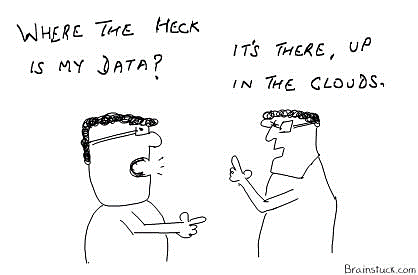 WHERE THE HECK
IS MY DATA?
IT'S THERE, UP
IN THE CLOUDS.
Brainstuck.com